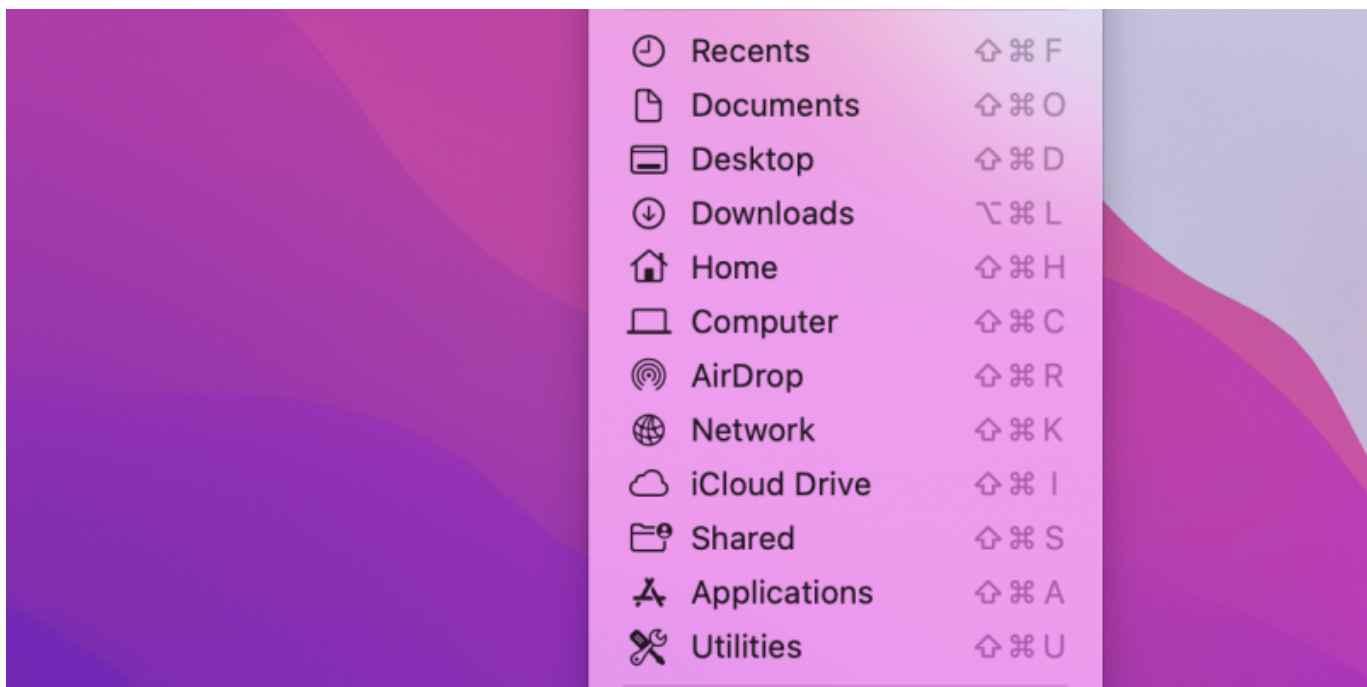 Recents ⇧⌘F
Documents ⇧⌘O
Desktop ⇧⌘D
Downloads ⌥⌘L
Home ⇧⌘H
Computer ⇧⌘C
AirDrop ⇧⌘R
Network ⇧⌘K
iCloud Drive ⇧⌘I
Shared ⇧⌘S
Applications ⇧⌘A
Utilities ⇧⌘U